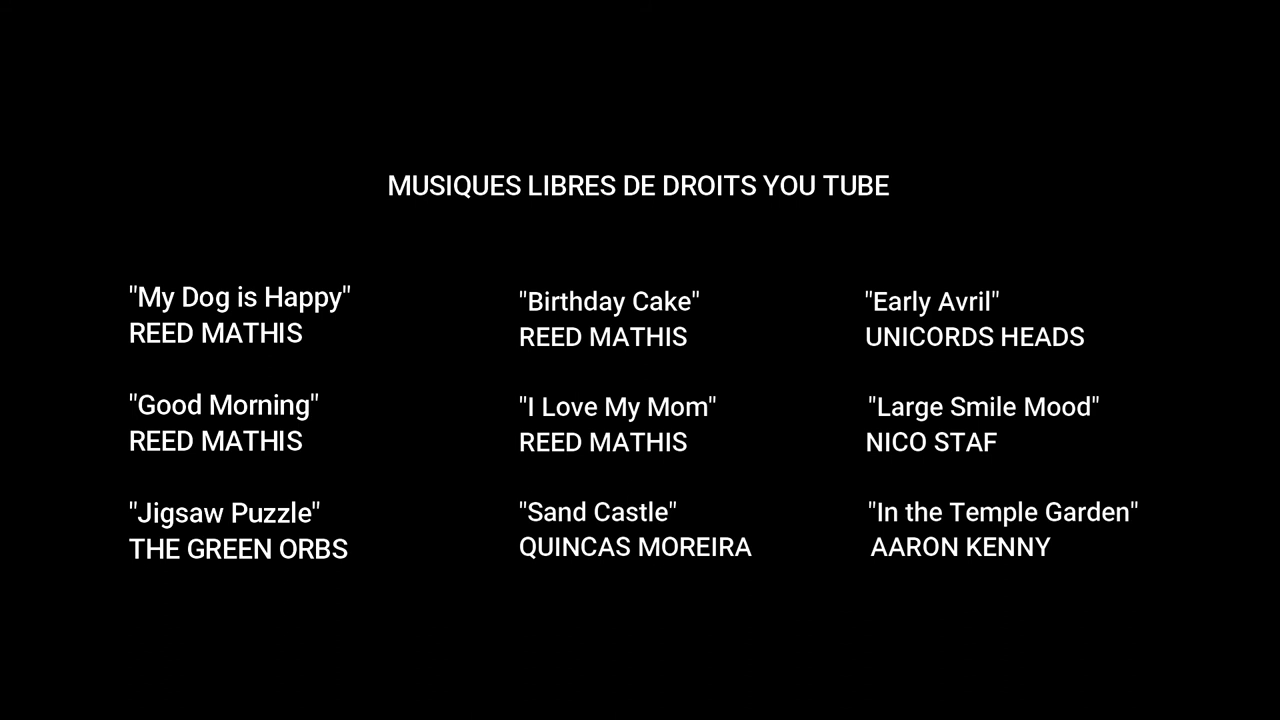 MUSIQUES LIBRES DE DROITS YOU TUBE
"My Dog is Happy"
REED MATHIS
"Good Morning"
REED MATHIS
"Jigsaw Puzzle"
THE GREEN ORBS
"Birthday Cake"
REED MATHIS
"I Love My Mom"
REED MATHIS
"Sand Castle"
QUINCAS MOREIRA
"Early Avril"
UNICORDS HEADS
"Large Smile Mood"
NICO STAF
"In the Temple Garden"
AARON KENNY